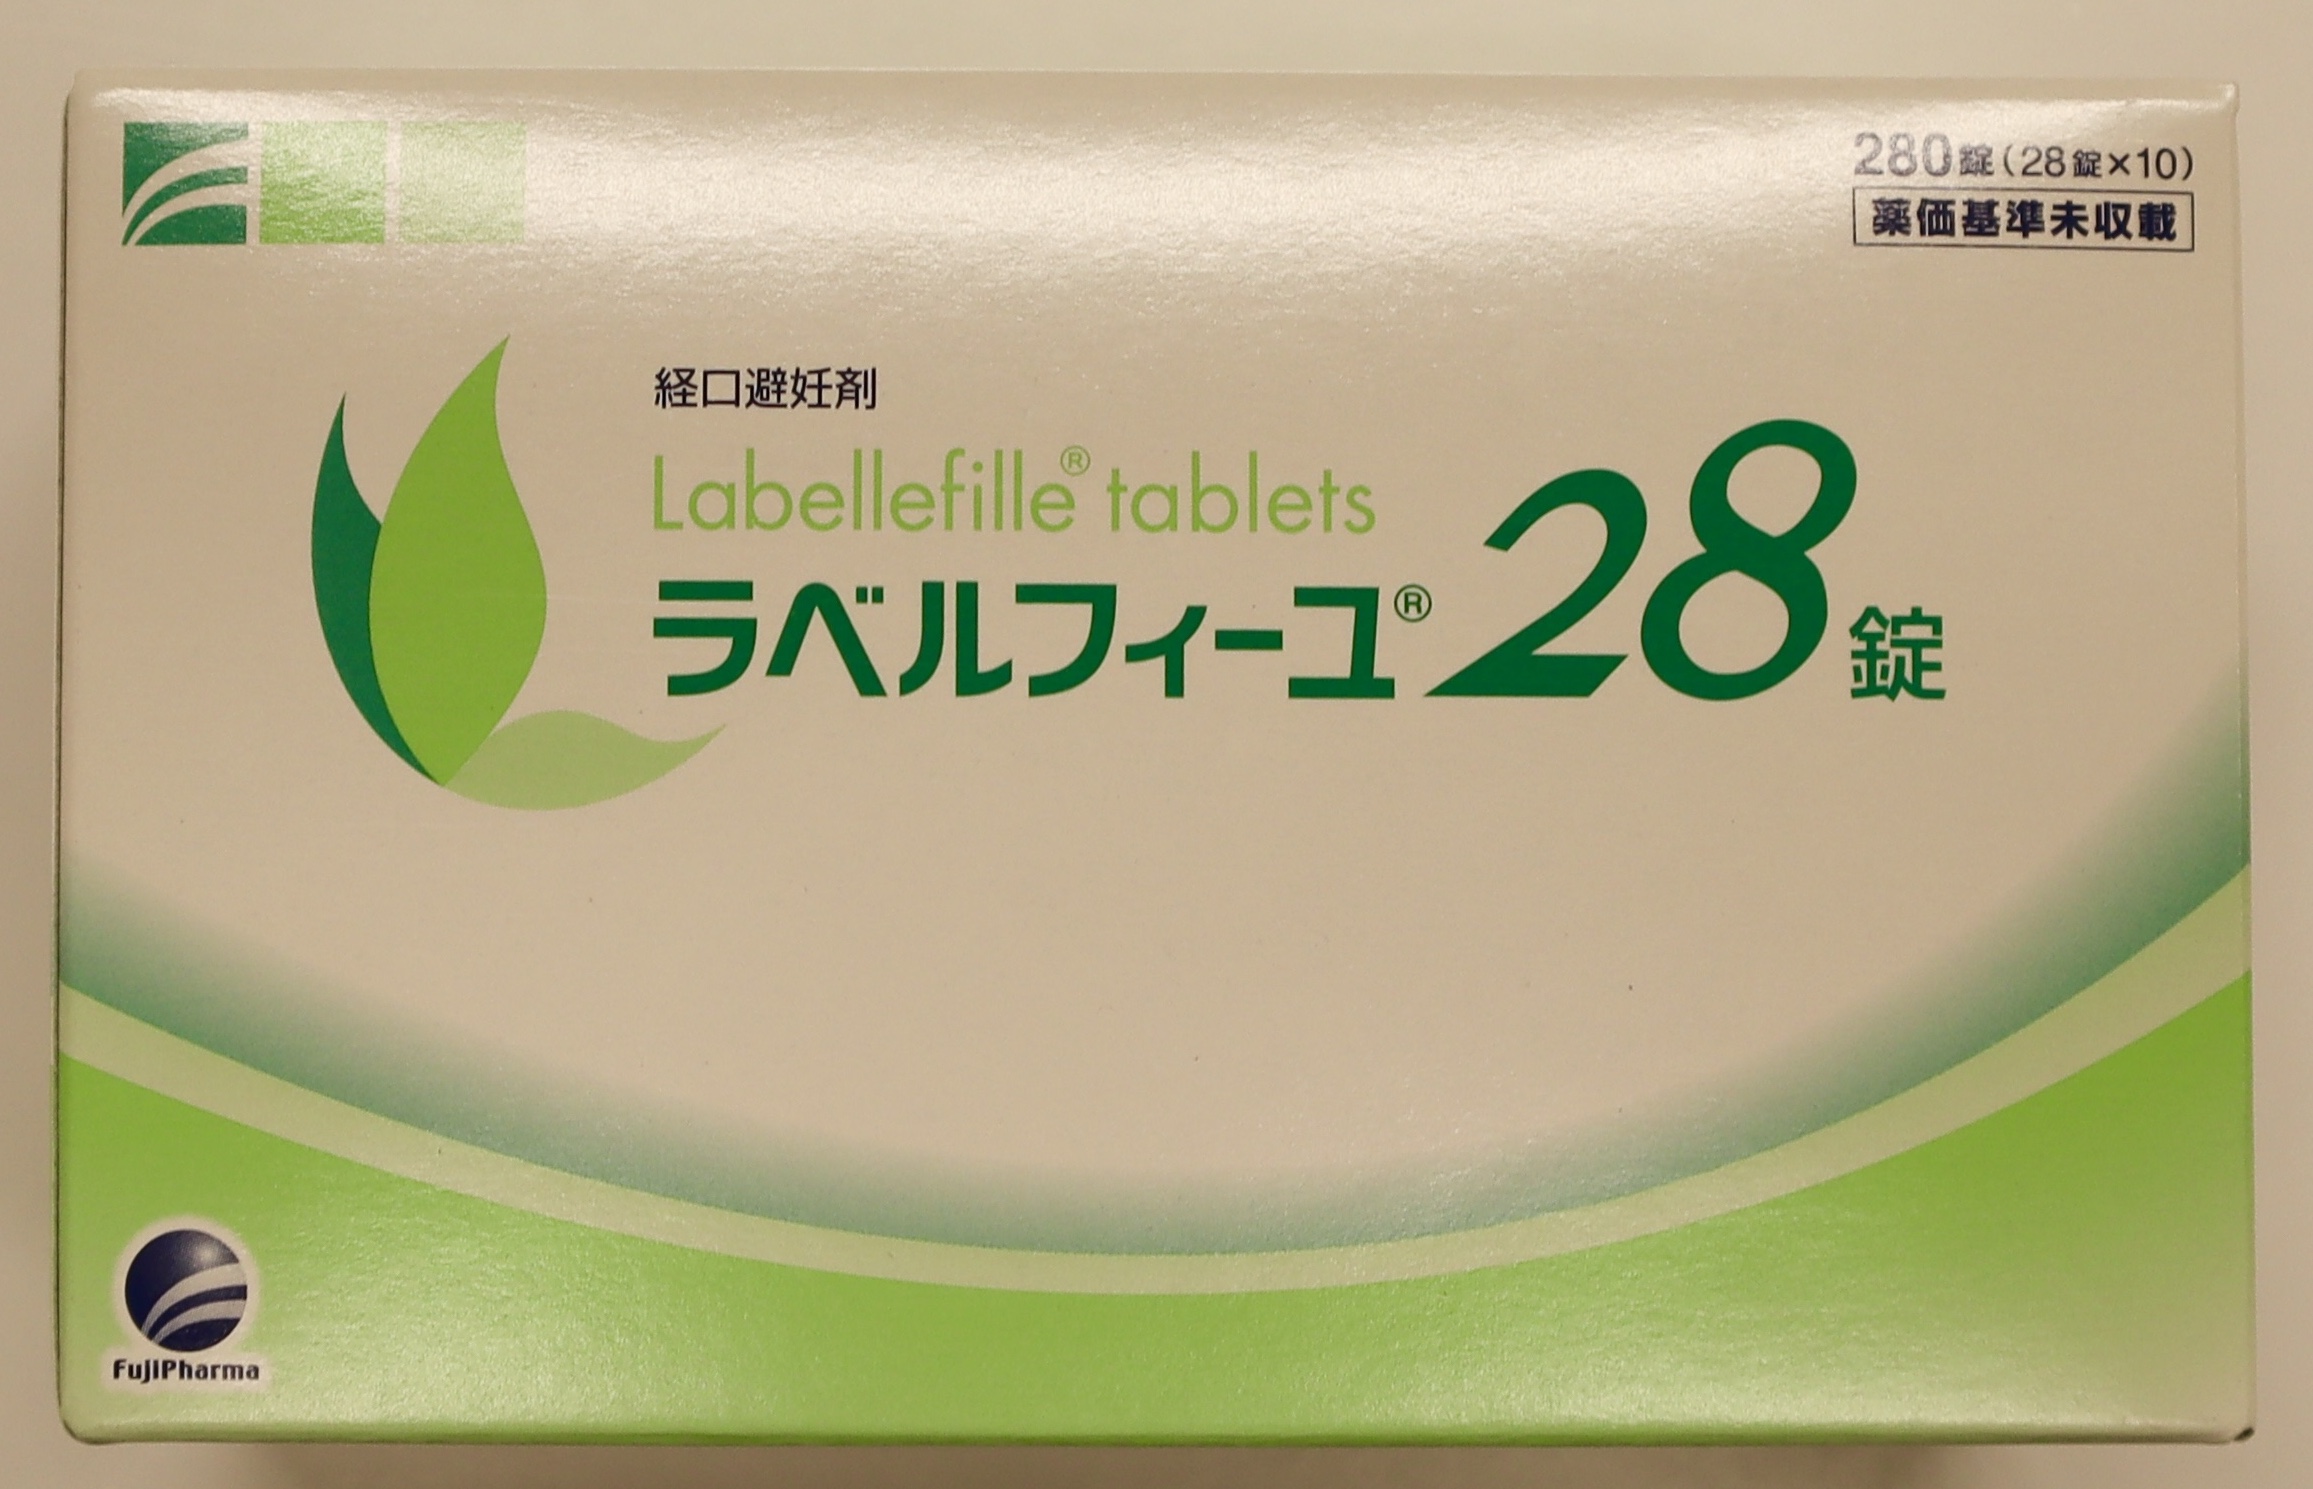 280錠(28錠×10)
薬価基準未収載
経口避妊剤
Labellefille® tablets
ラベルフィーユ®28錠
FujiPharma